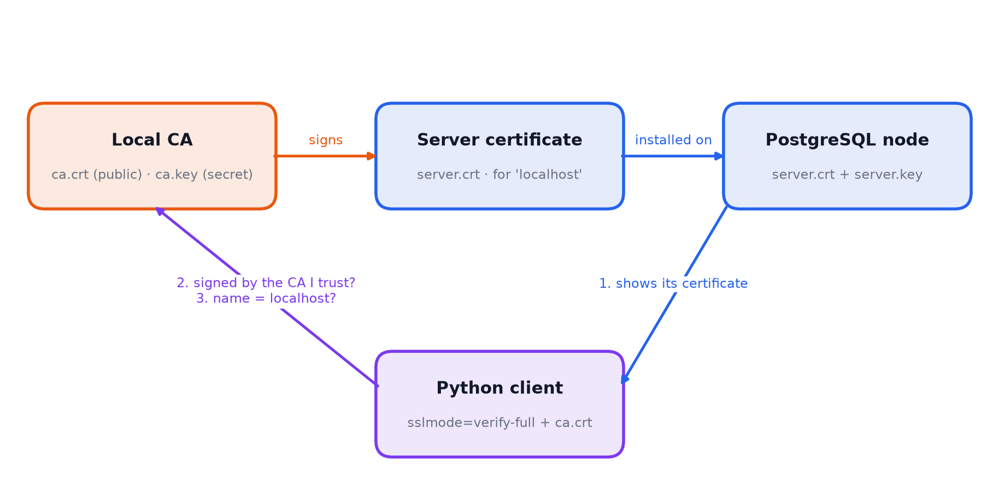 Local CA
ca.crt (public) · ca.key (secret)
signs
Server certificate
server.crt · for 'localhost'
installed on
PostgreSQL node
server.crt + server.key
2. signed by the CA I trust?
3. name = localhost?
1. shows its certificate
Python client
sslmode=verify-full + ca.crt